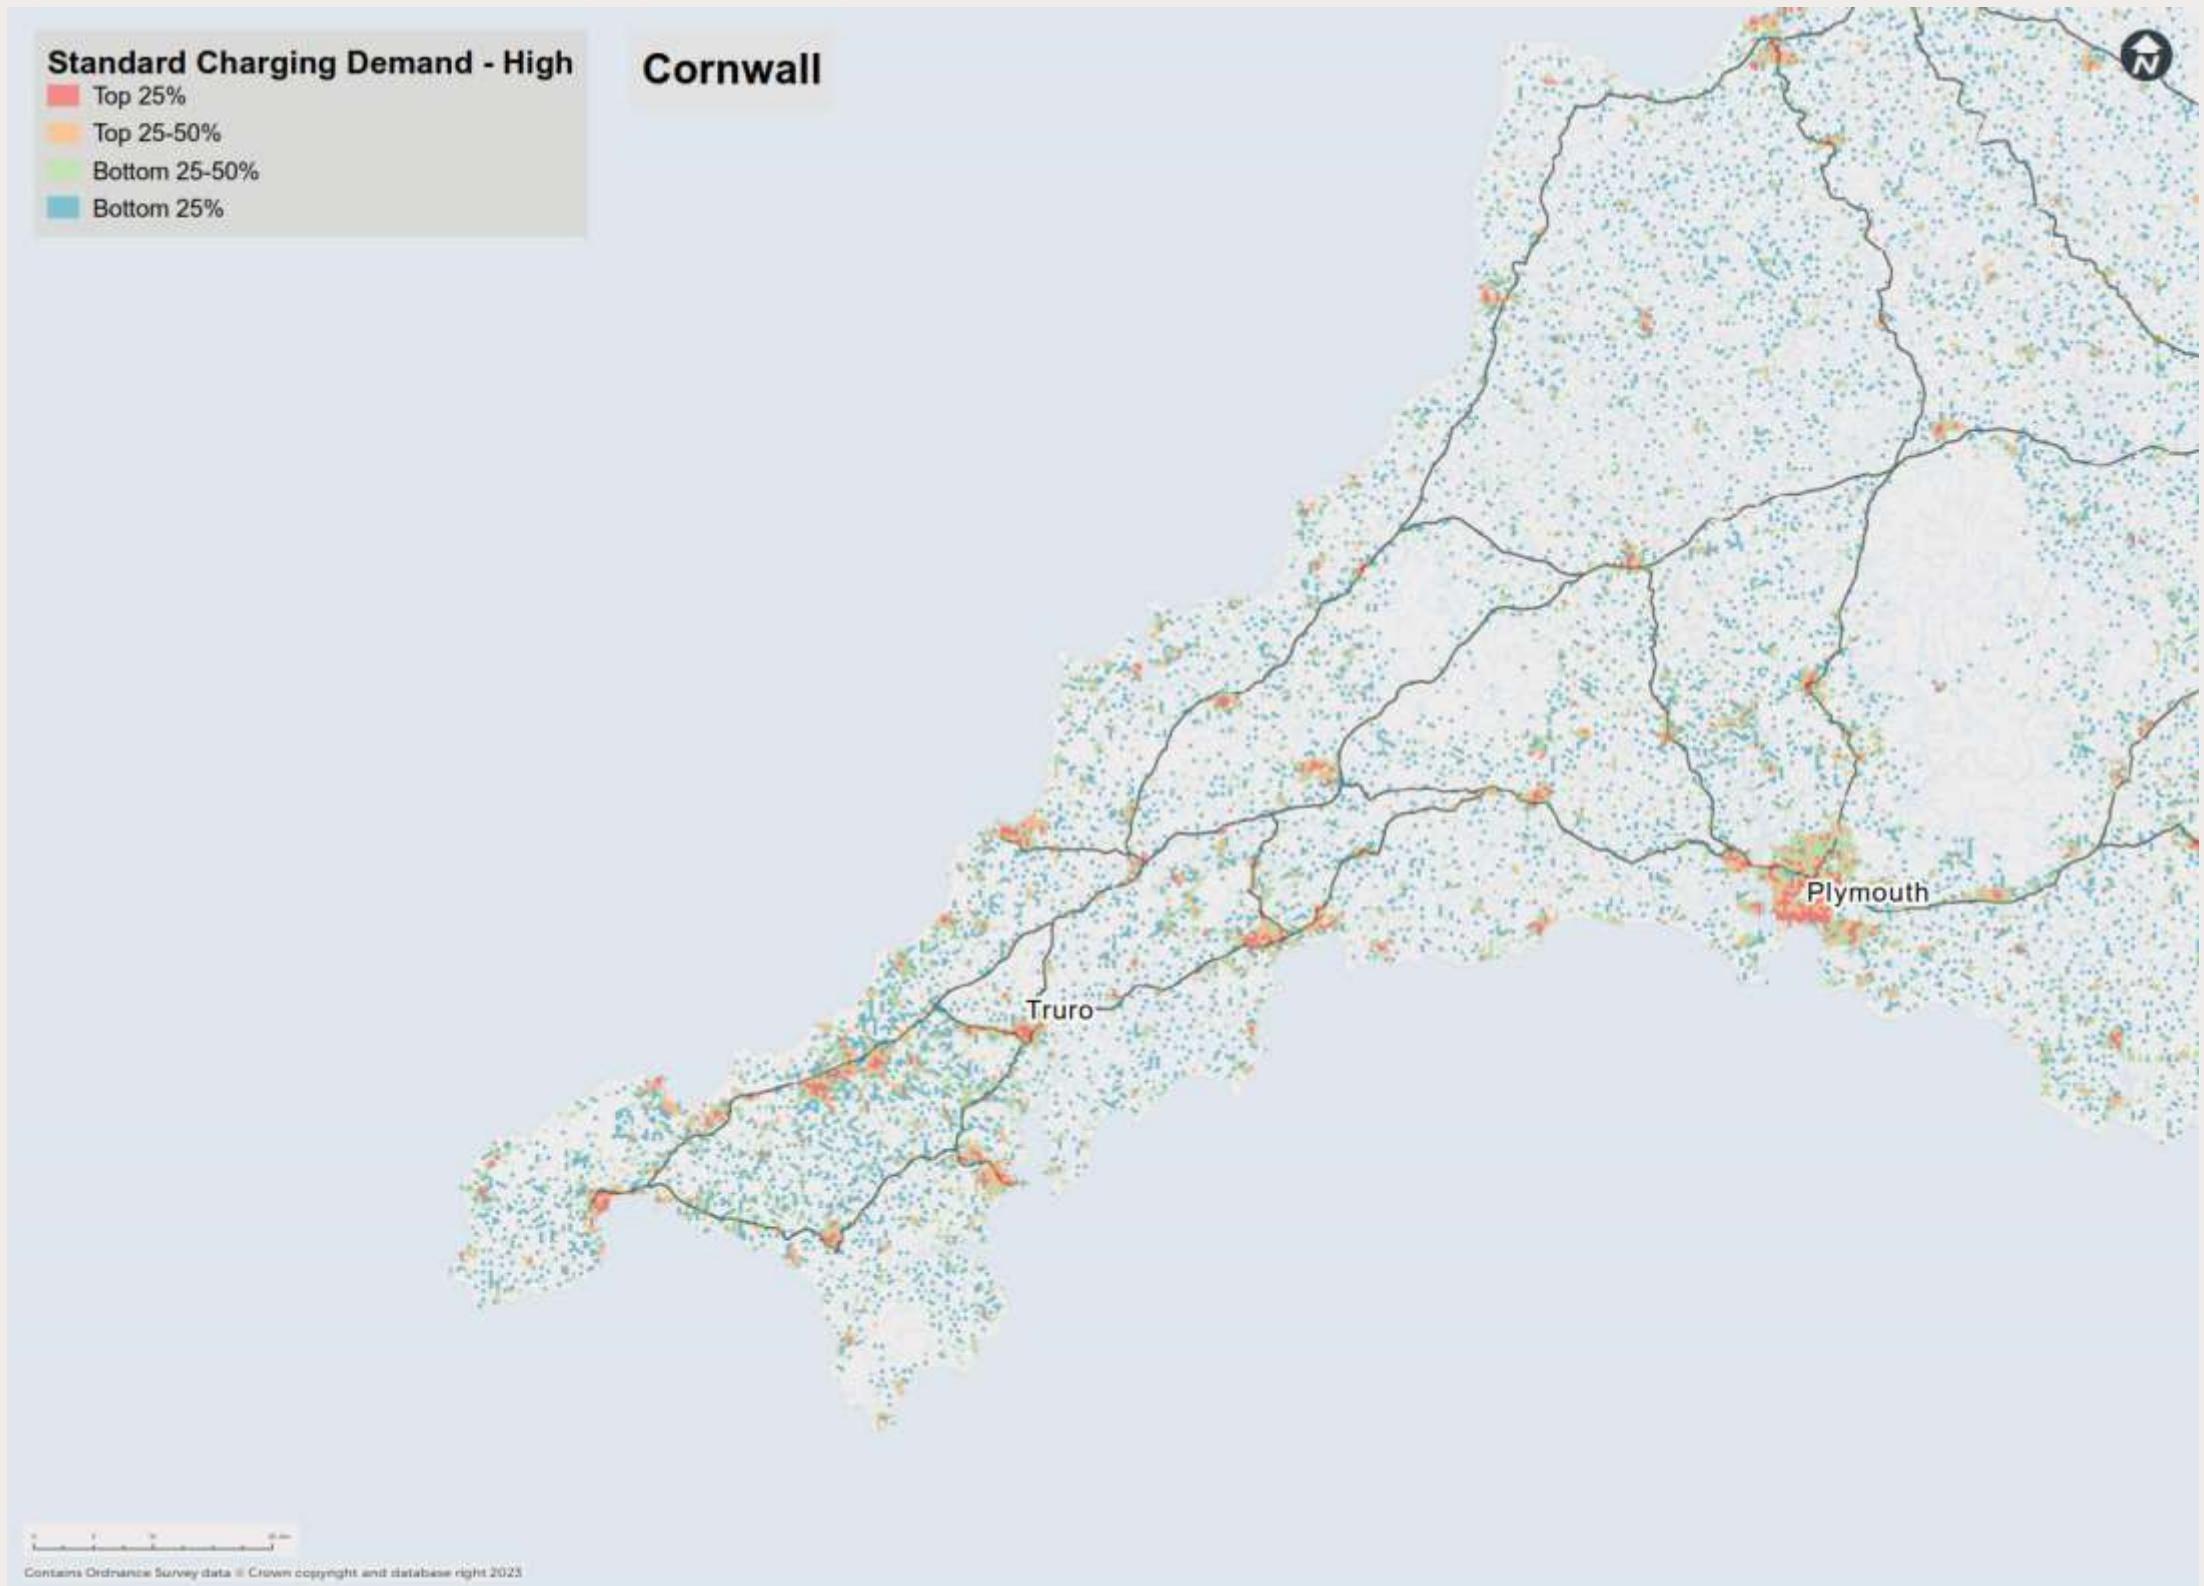 Standard Charging Demand - High
Top 25%
Top 25-50%
Bottom 25-50%
Bottom 25%
Cornwall
N
Plymouth
Truro
Contains Ordnance Survey data © Crown copyright and database right 2023